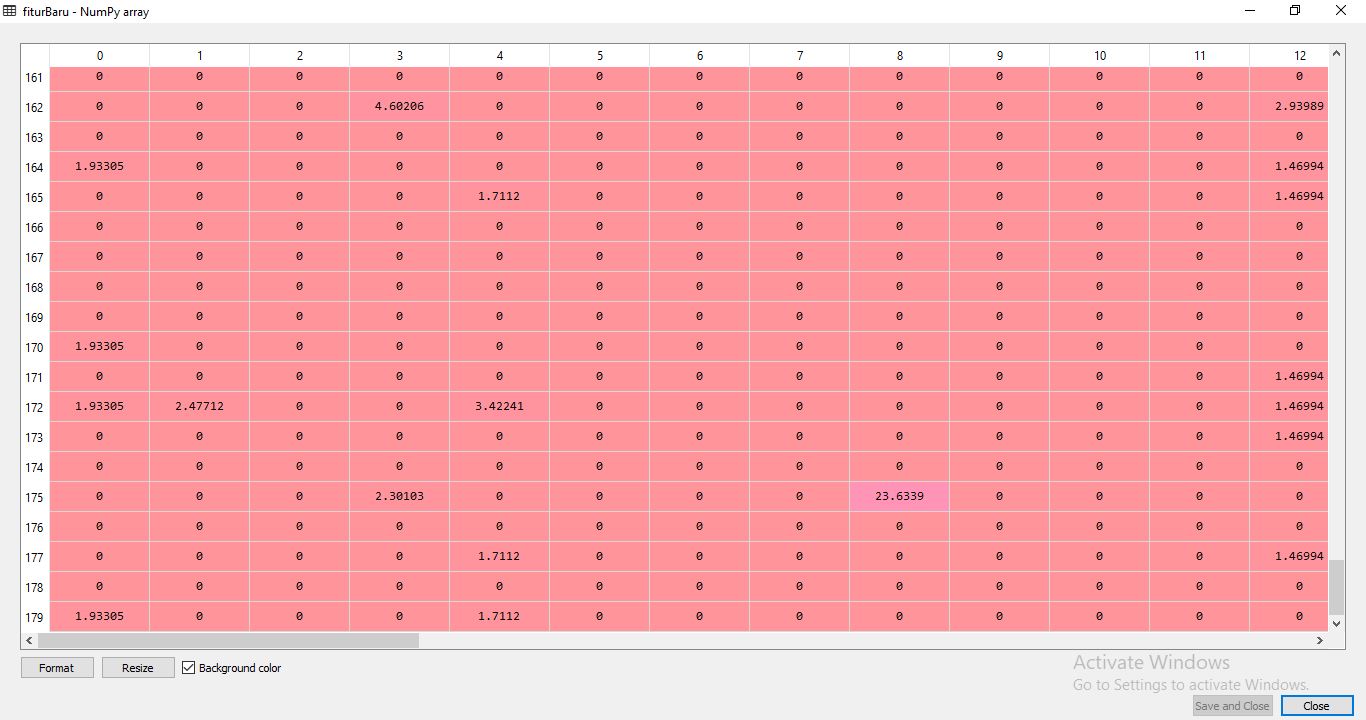 fiturBaru - NumPy array
0 1 2 3 4 5 6 7 8 9 10 11 12
161 0 0 0 0 0 0 0 0 0 0 0 0 0
162 0 0 0 4.60206 0 0 0 0 0 0 0 0 2.93989
163 0 0 0 0 0 0 0 0 0 0 0 0 0
164 1.93305 0 0 0 0 0 0 0 0 0 0 0 1.46994
165 0 0 0 0 1.7112 0 0 0 0 0 0 0 1.46994
166 0 0 0 0 0 0 0 0 0 0 0 0 0
167 0 0 0 0 0 0 0 0 0 0 0 0 0
168 0 0 0 0 0 0 0 0 0 0 0 0 0
169 0 0 0 0 0 0 0 0 0 0 0 0 0
170 1.93305 0 0 0 0 0 0 0 0 0 0 0 0
171 0 0 0 0 0 0 0 0 0 0 0 0 1.46994
172 1.93305 2.47712 0 0 3.42241 0 0 0 0 0 0 0 1.46994
173 0 0 0 0 0 0 0 0 0 0 0 0 1.46994
174 0 0 0 0 0 0 0 0 0 0 0 0 0
175 0 0 0 2.30103 0 0 0 0 23.6339 0 0 0 0
176 0 0 0 0 0 0 0 0 0 0 0 0 0
177 0 0 0 0 1.7112 0 0 0 0 0 0 0 1.46994
178 0 0 0 0 0 0 0 0 0 0 0 0 0
179 1.93305 0 0 0 1.7112 0 0 0 0 0 0 0 0
Format Resize Background color
Activate Windows
Go to Settings to activate Windows.
Save and Close Close